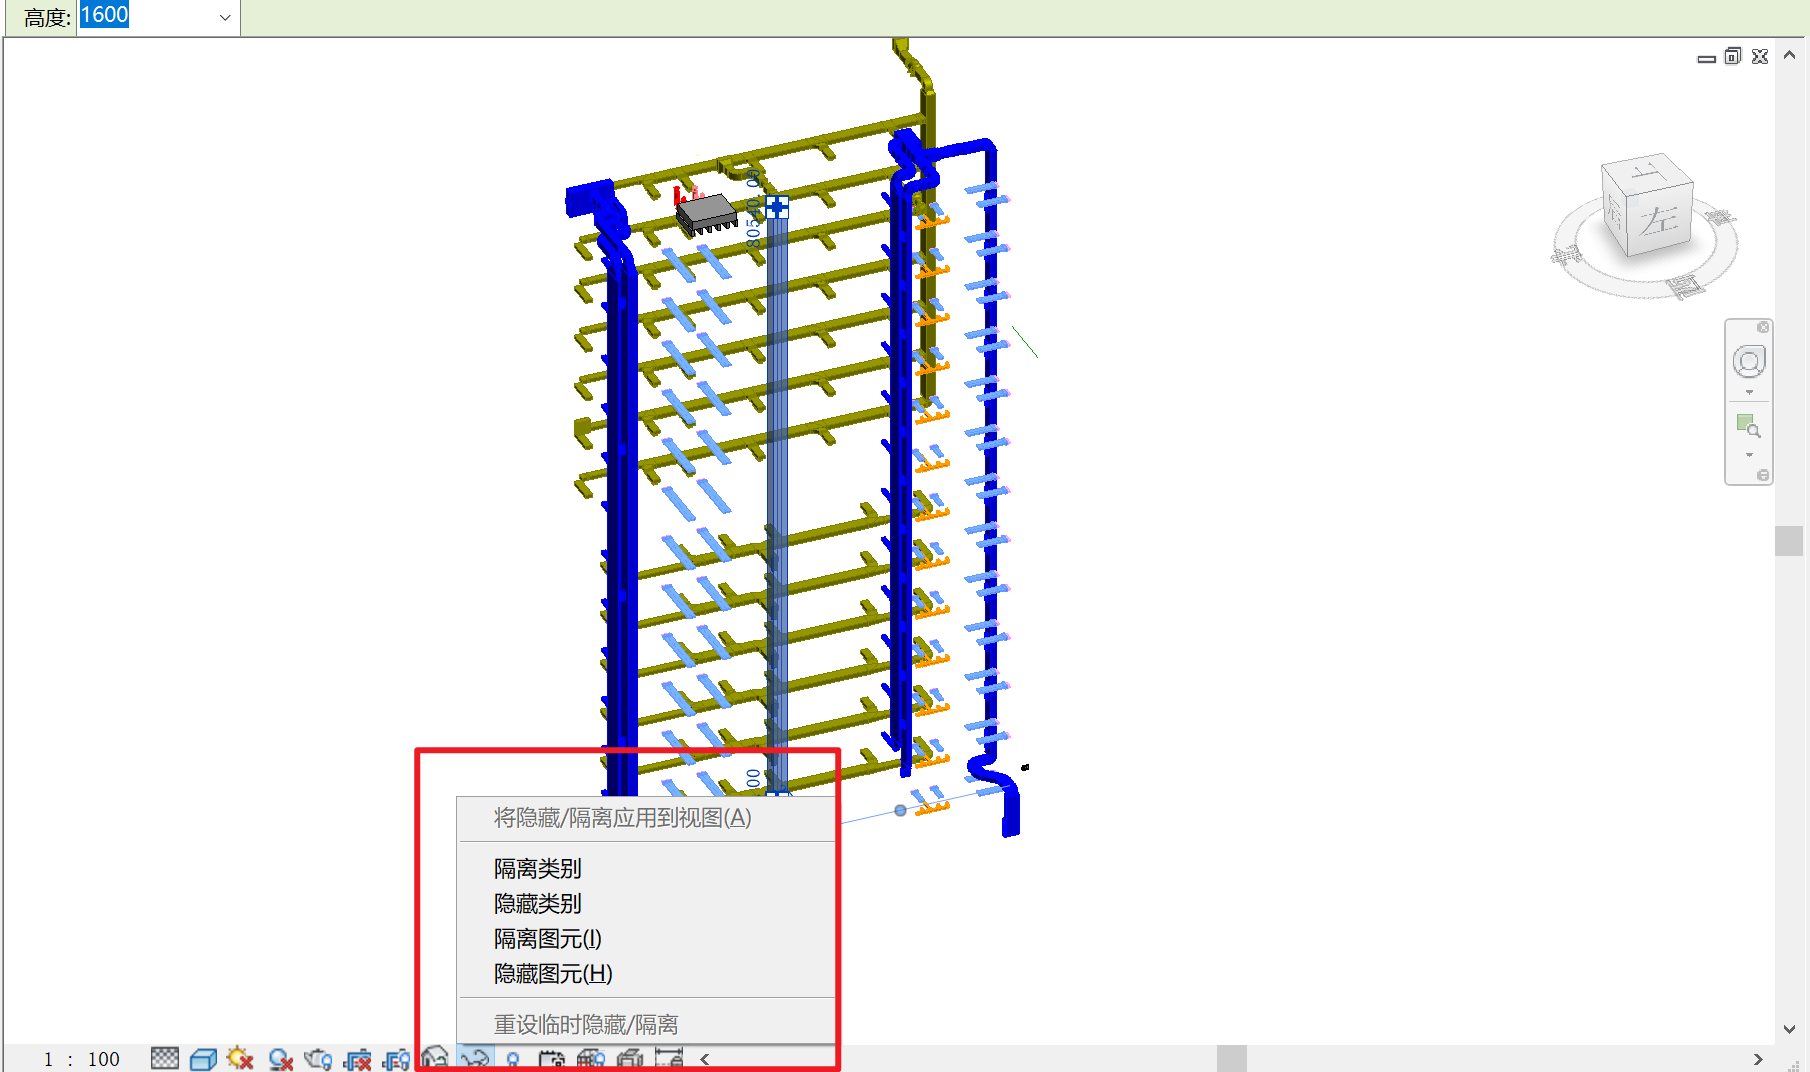 高度: 1600
上
左
后
80540.00
00
将隐藏/隔离应用到视图(A)
隔离类别
隐藏类别
隔离图元(I)
隐藏图元(H)
重设临时隐藏/隔离
1 : 100